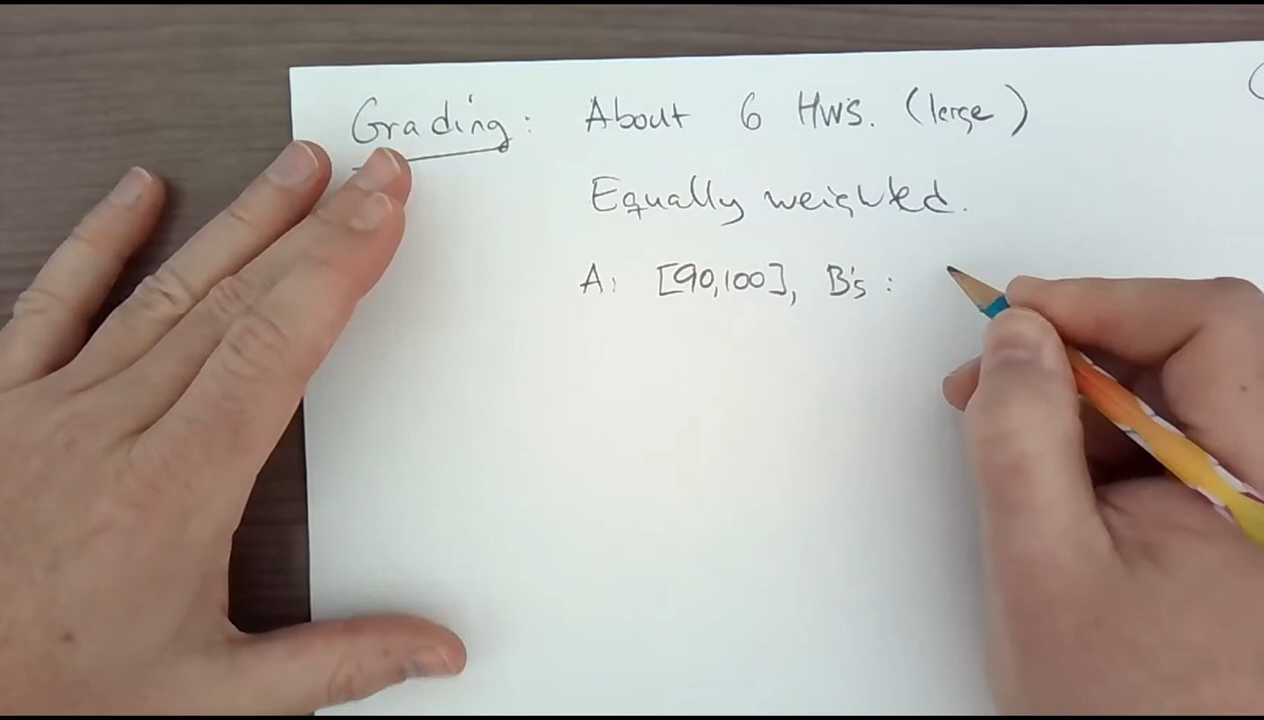 Grading: About 6 HWs. (large)
Equally weighted.
A: [90,100], B's: